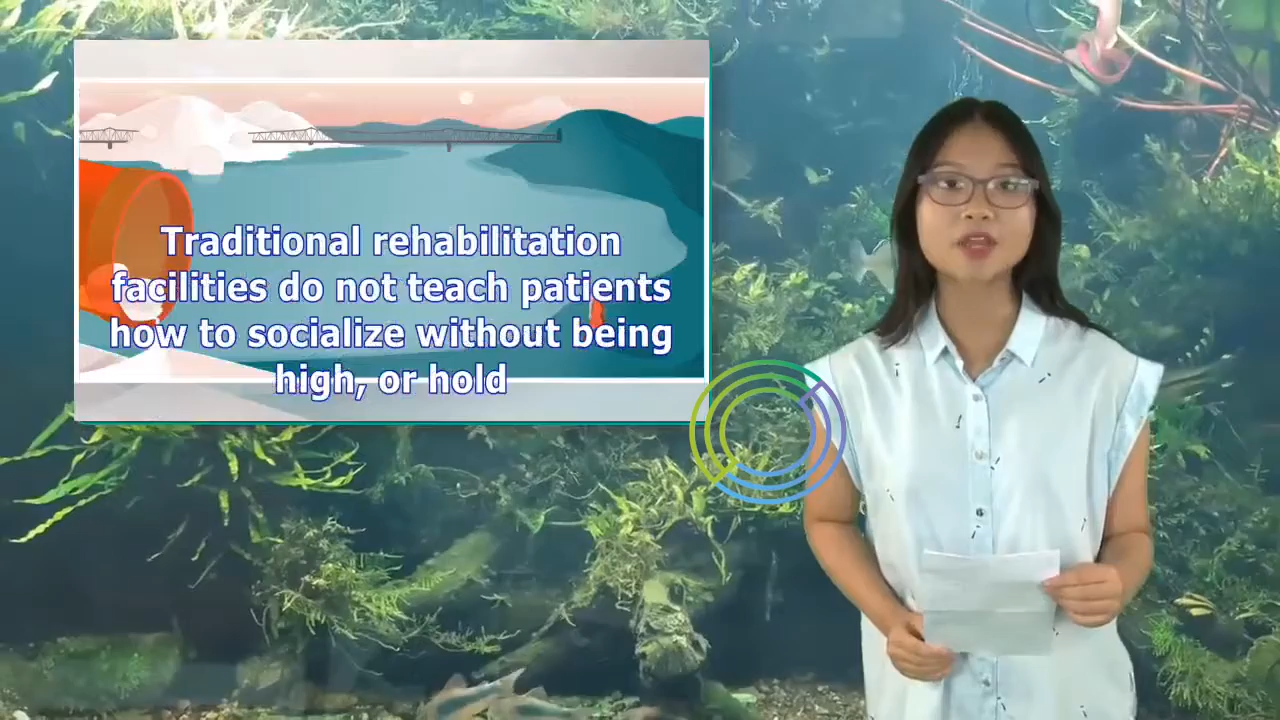 Traditional rehabilitation
facilities do not teach patients
how to socialize without being
high, or hold